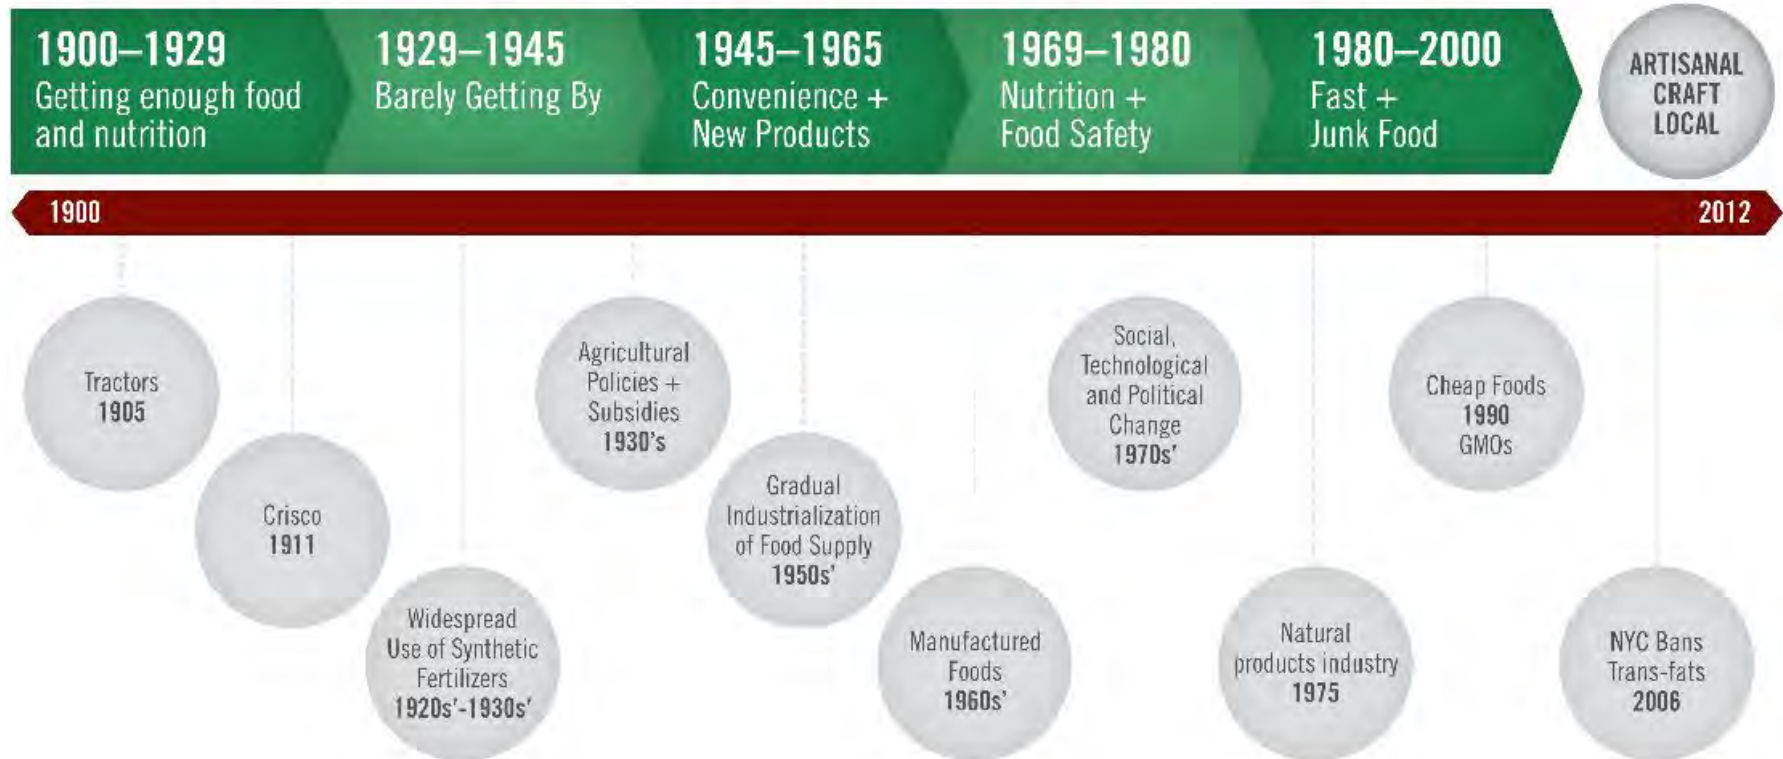 1900–1929
Getting enough food
and nutrition
1929–1945
Barely Getting By
1945–1965
Convenience +
New Products
1969–1980
Nutrition +
Food Safety
1980–2000
Fast +
Junk Food
ARTISANAL
CRAFT
LOCAL
1900
2012
Tractors
1905
Crisco
1911
Widespread
Use of Synthetic
Fertilizers
1920s'-1930s'
Agricultural
Policies +
Subsidies
1930's
Gradual
Industrialization
of Food Supply
1950s'
Manufactured
Foods
1960s'
Social,
Technological
and Political
Change
1970s'
Natural
products industry
1975
Cheap Foods
1990
GMOs
NYC Bans
Trans-fats
2006